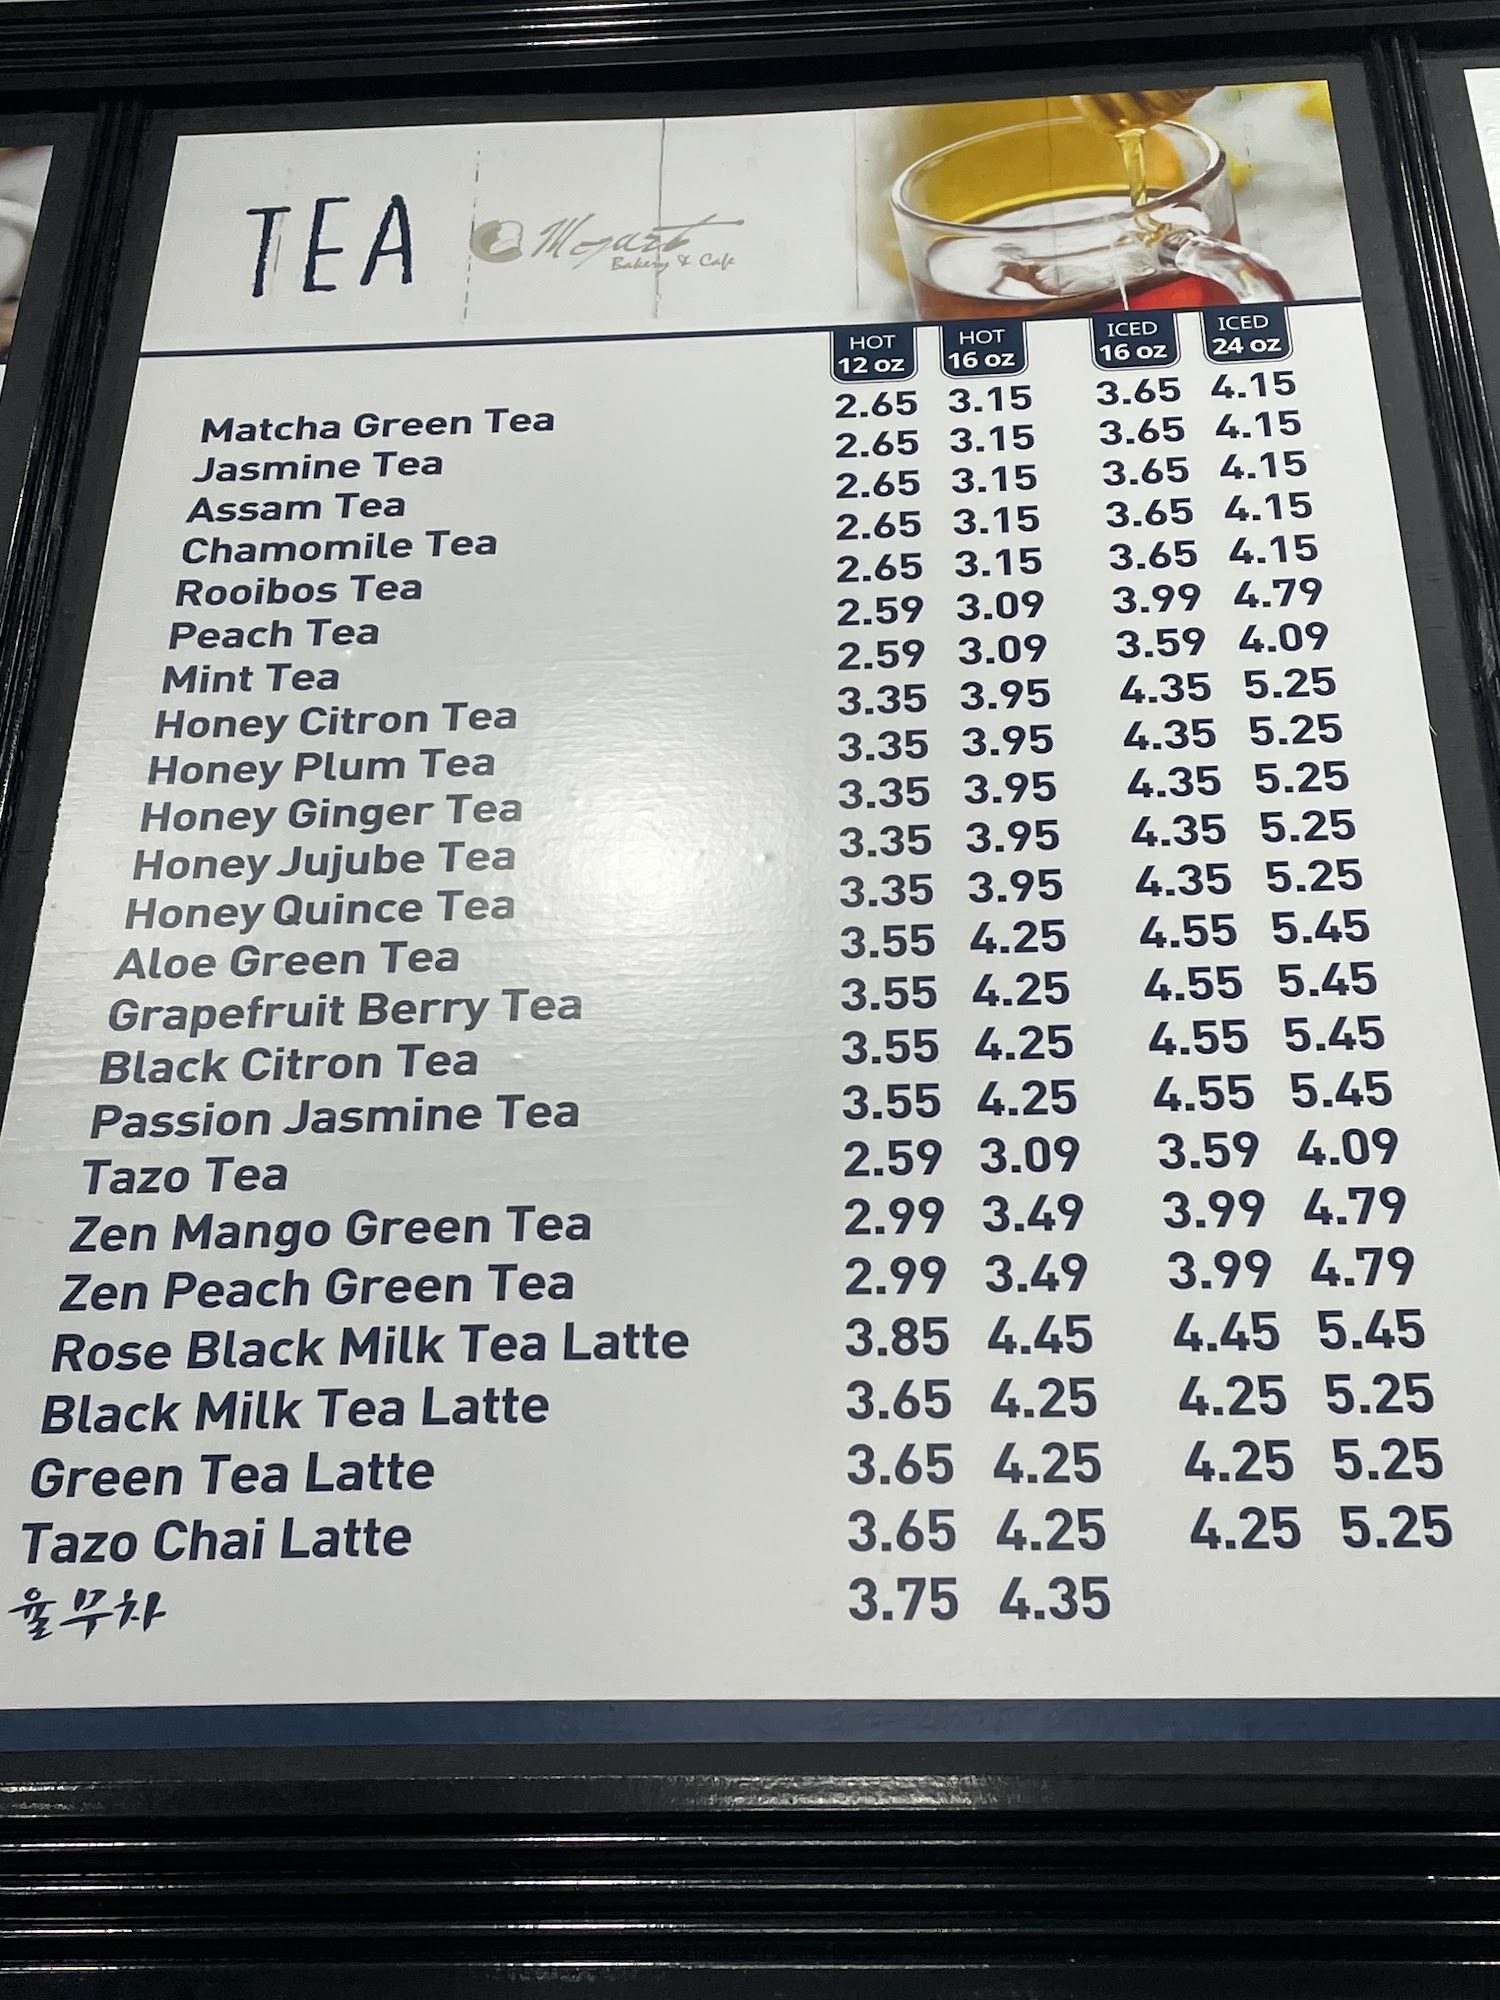 TEA
Mozart
Bakery & Cafe
HOT HOT ICED ICED
12 oz 16 oz 16 oz 24 oz
Matcha Green Tea 2.65 3.15 3.65 4.15
Jasmine Tea 2.65 3.15 3.65 4.15
Assam Tea 2.65 3.15 3.65 4.15
Chamomile Tea 2.65 3.15 3.65 4.15
Rooibos Tea 2.65 3.15 3.65 4.15
Peach Tea 2.59 3.09 3.99 4.79
Mint Tea 2.59 3.09 3.59 4.09
Honey Citron Tea 3.35 3.95 4.35 5.25
Honey Plum Tea 3.35 3.95 4.35 5.25
Honey Ginger Tea 3.35 3.95 4.35 5.25
Honey Jujube Tea 3.35 3.95 4.35 5.25
Honey Quince Tea 3.35 3.95 4.35 5.25
Aloe Green Tea 3.55 4.25 4.55 5.45
Grapefruit Berry Tea 3.55 4.25 4.55 5.45
Black Citron Tea 3.55 4.25 4.55 5.45
Passion Jasmine Tea 3.55 4.25 4.55 5.45
Tazo Tea 2.59 3.09 3.59 4.09
Zen Mango Green Tea 2.99 3.49 3.99 4.79
Zen Peach Green Tea 2.99 3.49 3.99 4.79
Rose Black Milk Tea Latte 3.85 4.45 4.45 5.45
Black Milk Tea Latte 3.65 4.25 4.25 5.25
Green Tea Latte 3.65 4.25 4.25 5.25
Tazo Chai Latte 3.65 4.25 4.25 5.25
율무차 3.75 4.35